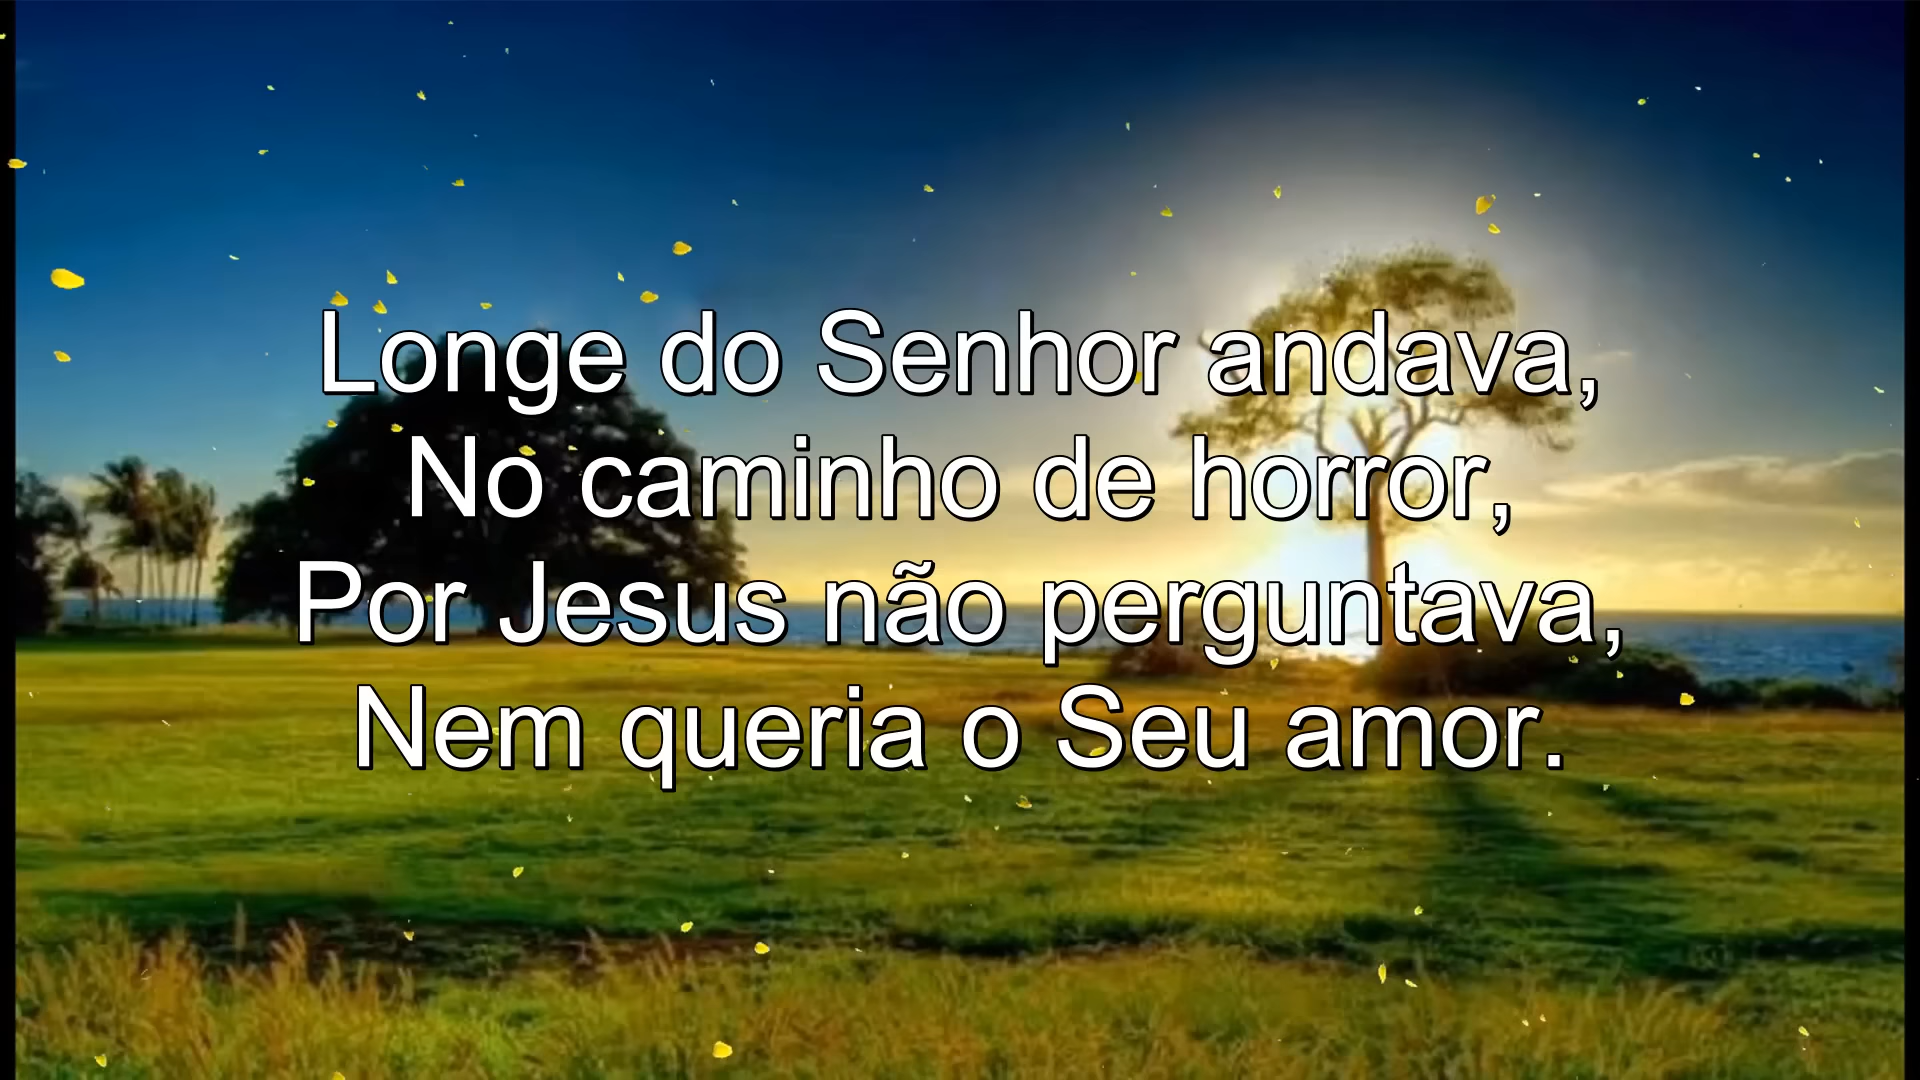 Longe do Senhor andava,
No caminho de horror,
Por Jesus não perguntava,
Nem queria o Seu amor.